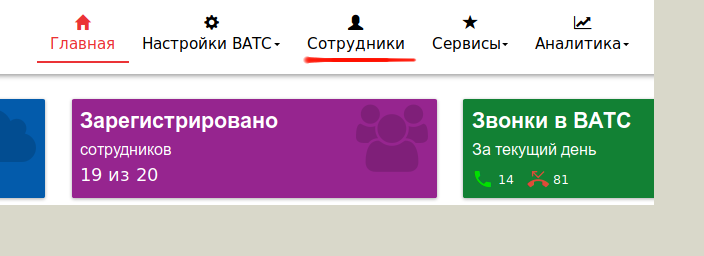 Главная Настройки ВАТС Сотрудники Сервисы Аналитика
Зарегистрировано
сотрудников
19 из 20
Звонки в ВАТС
За текущий день
14 81